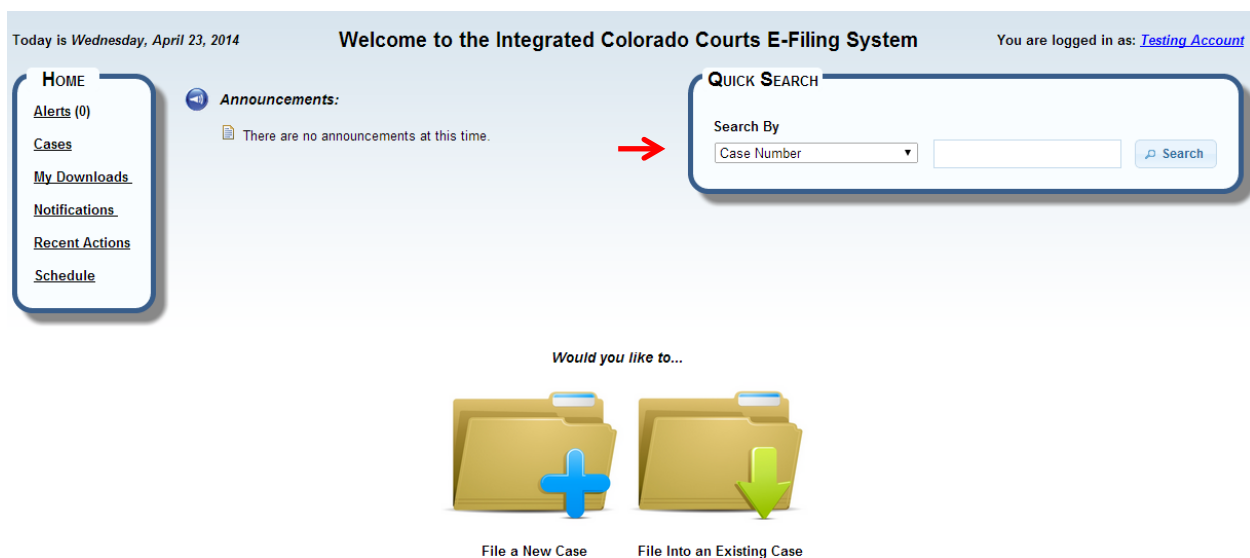 Today is Wednesday, April 23, 2014
Welcome to the Integrated Colorado Courts E-Filing System
You are logged in as: Testing Account
HOME
Alerts (0)
Cases
My Downloads
Notifications
Recent Actions
Schedule
Announcements:
There are no announcements at this time.
QUICK SEARCH
Search By
Case Number
Search
Would you like to...
File a New Case
File Into an Existing Case